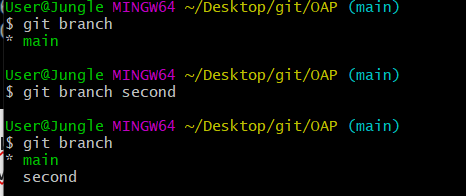 User@Jungle MINGW64 ~/Desktop/git/OAP (main)
$ git branch
* main
User@Jungle MINGW64 ~/Desktop/git/OAP (main)
$ git branch second
User@Jungle MINGW64 ~/Desktop/git/OAP (main)
$ git branch
* main
  second